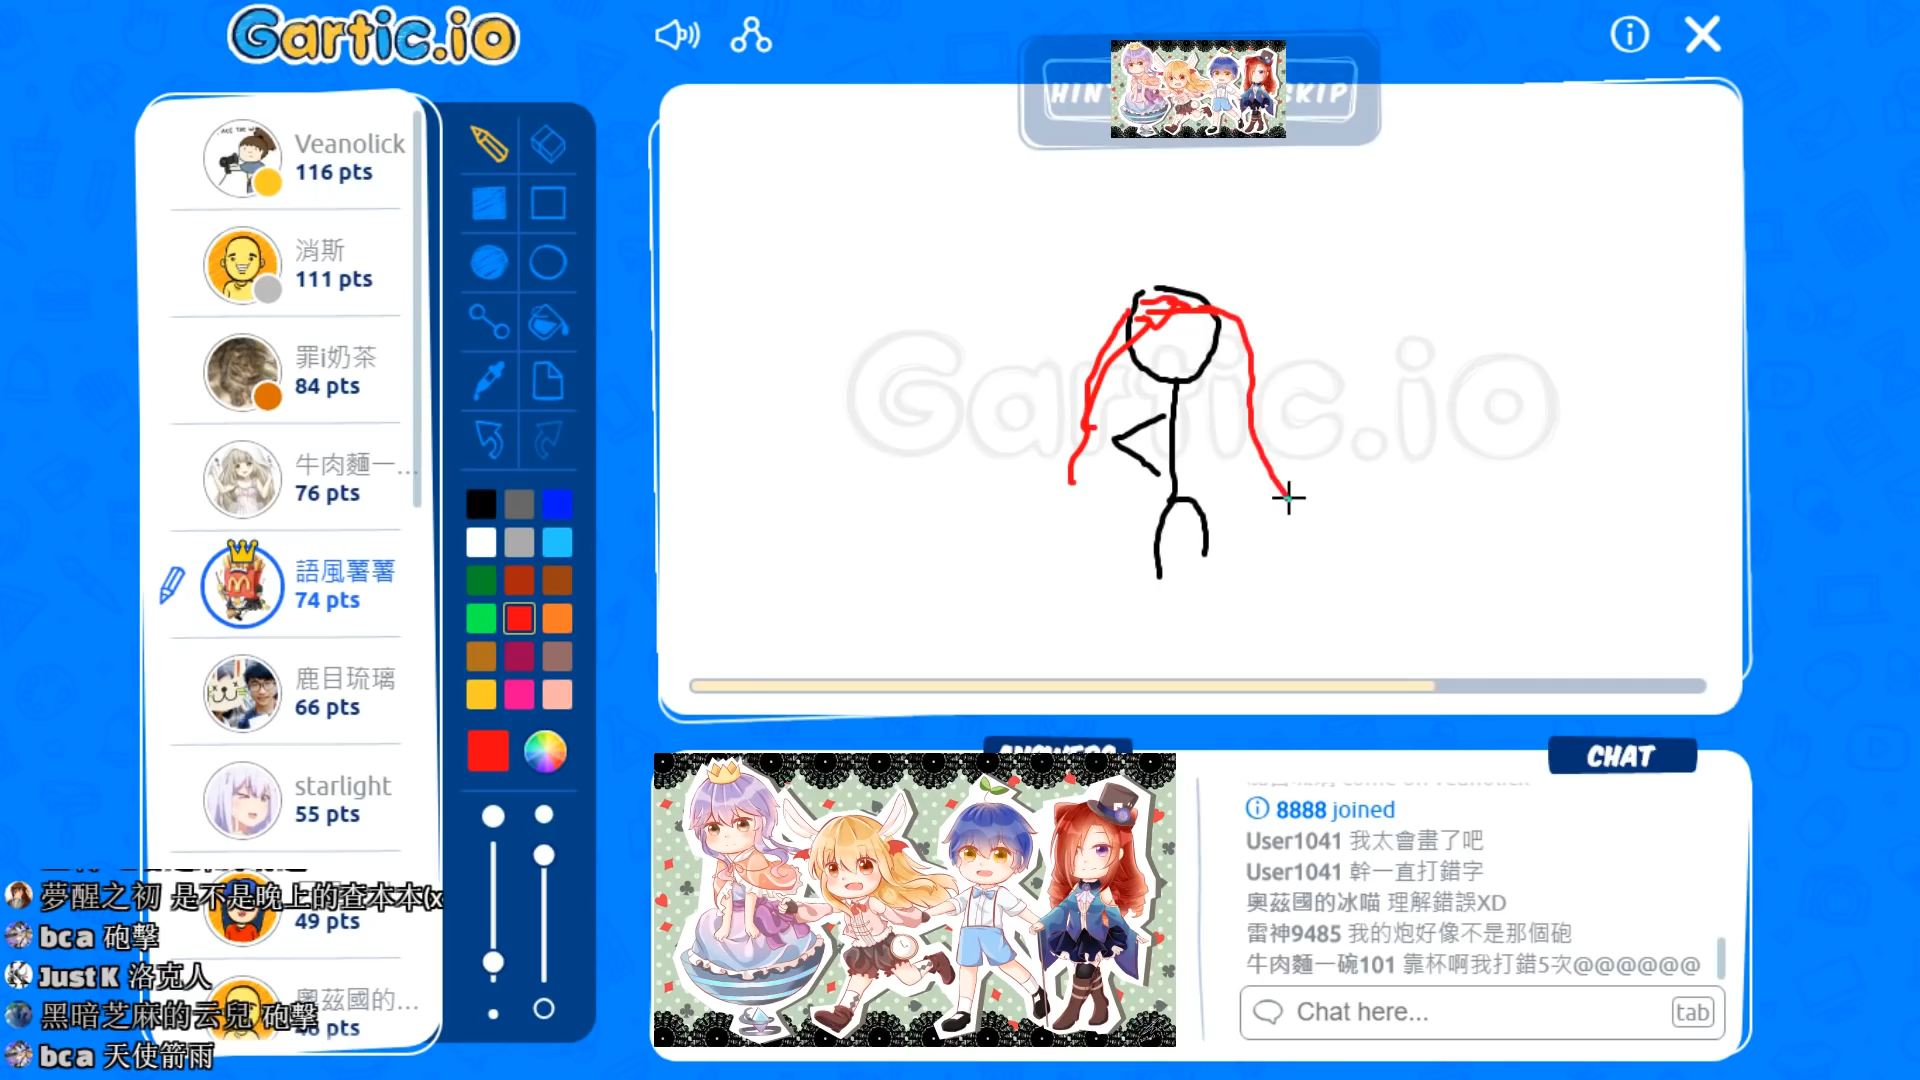 Gartic.io
HINT
SKIP
Veanolick
116 pts
消斯
111 pts
罪i奶茶
84 pts
牛肉麵一...
76 pts
語風薯薯
74 pts
鹿目琉璃
66 pts
starlight
55 pts
49 pts
奧茲國的...
pts
夢醒之初 是不是晚上的查本本(x
bca 砲擊
Just K 洛克人
黑暗芝麻的云兒 砲擊
bca 天使箭雨
Gartic.io
ANSWERS
CHAT
8888 joined
User1041 我太會畫了吧
User1041 幹一直打錯字
奧茲國的冰喵 理解錯誤XD
雷神9485 我的炮好像不是那個砲
牛肉麵一碗101 靠杯啊我打錯5次@@@@@@
Chat here...
tab